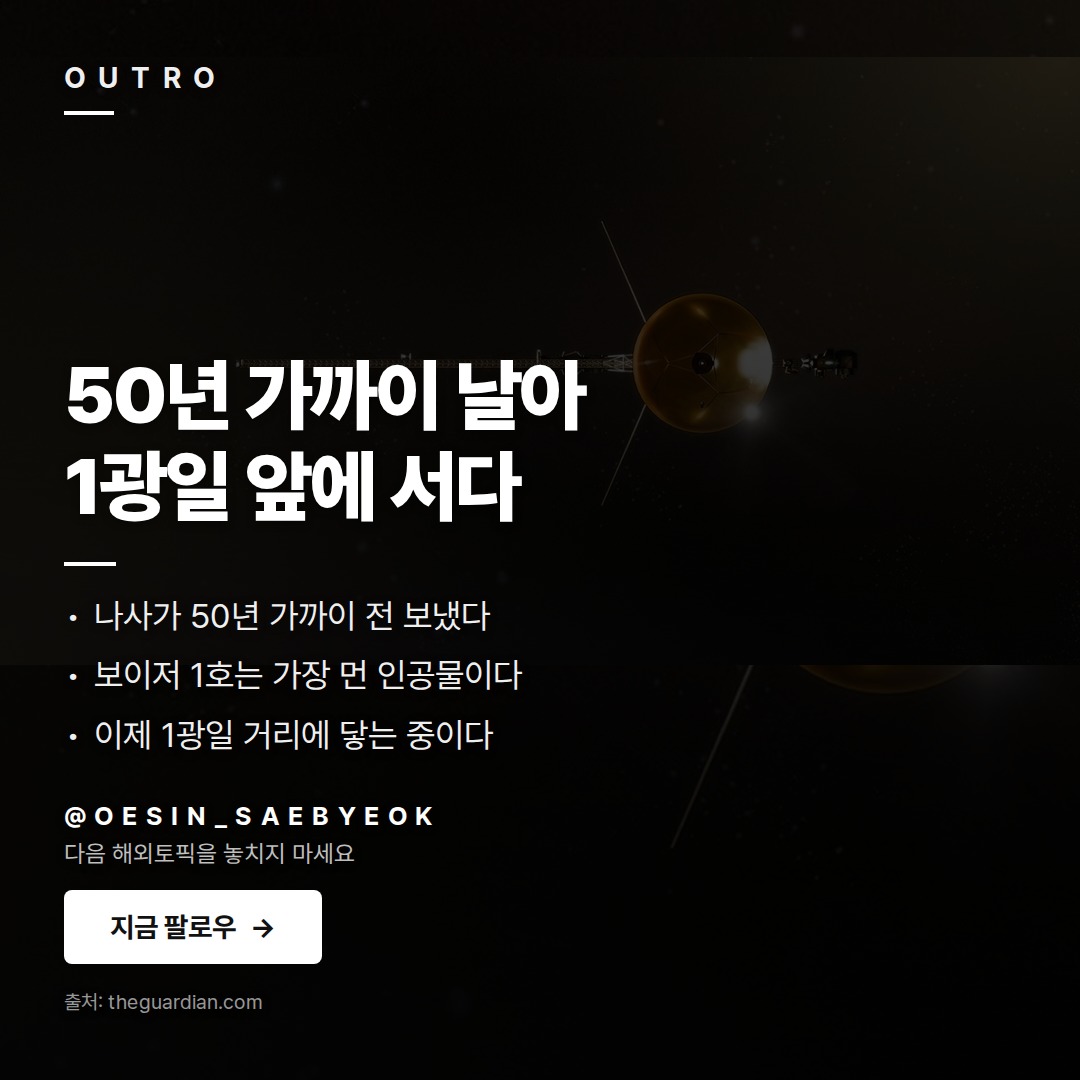 OUTRO
50년 가까이 날아
1광일 앞에 서다
• 나사가 50년 가까이 전 보냈다
• 보이저 1호는 가장 먼 인공물이다
• 이제 1광일 거리에 닿는 중이다
@OESIN_SAEBYEOK
다음 해외토픽을 놓치지 마세요
지금 팔로우 →
출처: theguardian.com